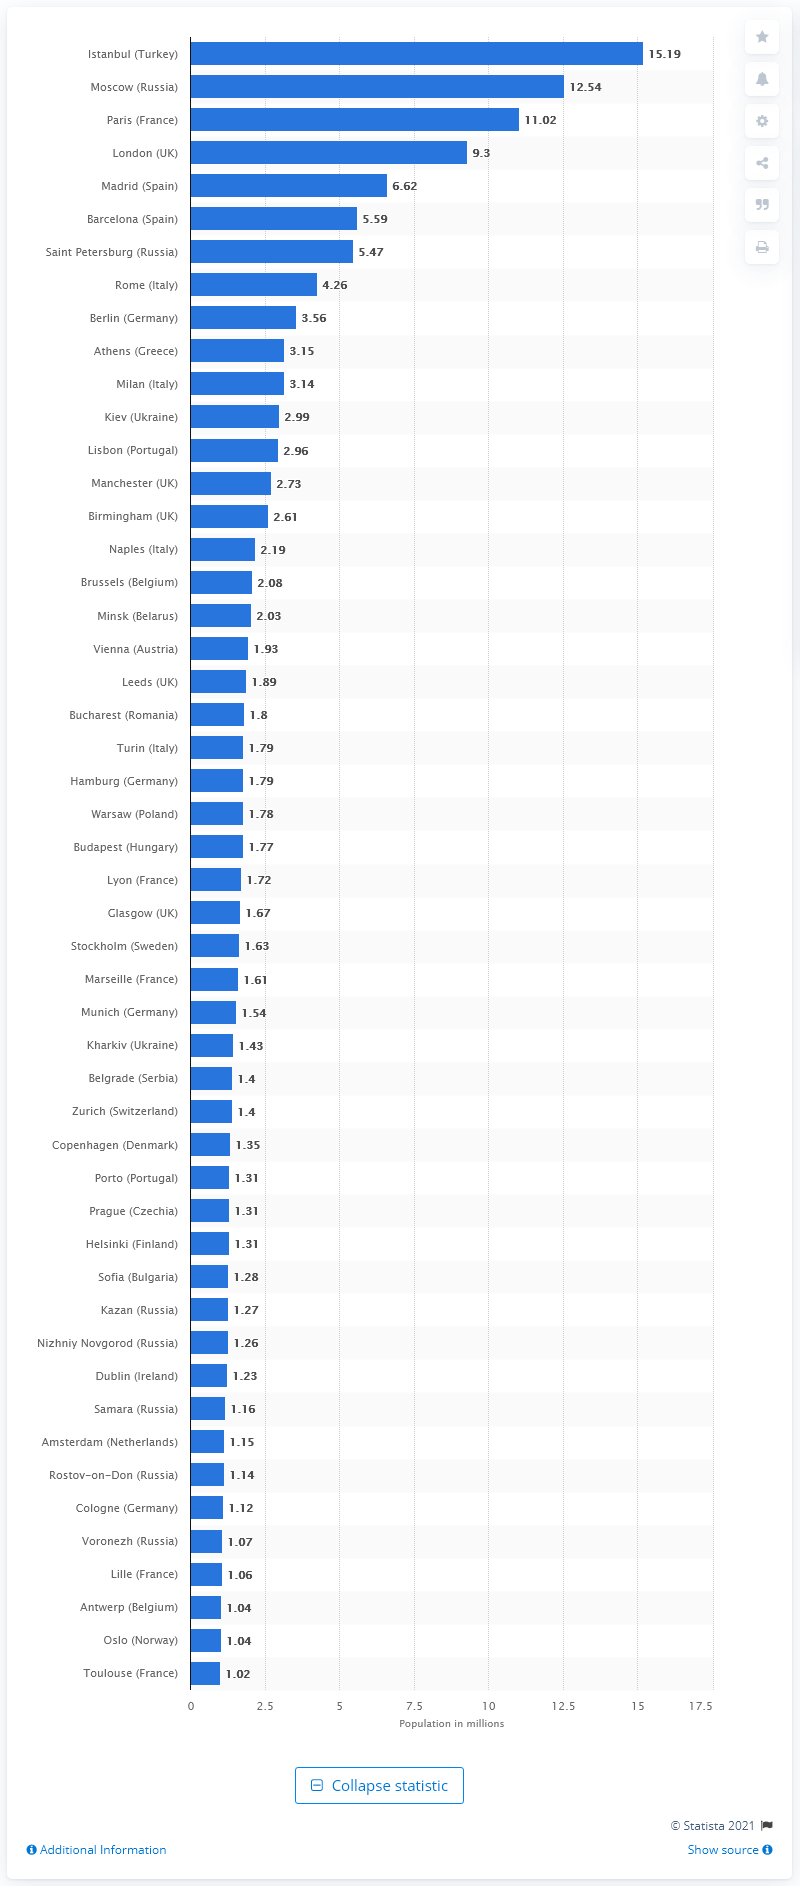 Istanbul (Turkey) 15.19
Moscow (Russia) 12.54
Paris (France) 11.02
London (UK) 9.3
Madrid (Spain) 6.62
Barcelona (Spain) 5.59
Saint Petersburg (Russia) 5.47
Rome (Italy) 4.26
Berlin (Germany) 3.56
Athens (Greece) 3.15
Milan (Italy) 3.14
Kiev (Ukraine) 2.99
Lisbon (Portugal) 2.96
Manchester (UK) 2.73
Birmingham (UK) 2.61
Naples (Italy) 2.19
Brussels (Belgium) 2.08
Minsk (Belarus) 2.03
Vienna (Austria) 1.93
Leeds (UK) 1.89
Bucharest (Romania) 1.8
Turin (Italy) 1.79
Hamburg (Germany) 1.79
Warsaw (Poland) 1.78
Budapest (Hungary) 1.77
Lyon (France) 1.72
Glasgow (UK) 1.67
Stockholm (Sweden) 1.63
Marseille (France) 1.61
Munich (Germany) 1.54
Kharkiv (Ukraine) 1.43
Belgrade (Serbia) 1.4
Zurich (Switzerland) 1.4
Copenhagen (Denmark) 1.35
Porto (Portugal) 1.31
Prague (Czechia) 1.31
Helsinki (Finland) 1.31
Sofia (Bulgaria) 1.28
Kazan (Russia) 1.27
Nizhniy Novgorod (Russia) 1.26
Dublin (Ireland) 1.23
Samara (Russia) 1.16
Amsterdam (Netherlands) 1.15
Rostov-on-Don (Russia) 1.14
Cologne (Germany) 1.12
Voronezh (Russia) 1.07
Lille (France) 1.06
Antwerp (Belgium) 1.04
Oslo (Norway) 1.04
Toulouse (France) 1.02
0 2.5 5 7.5 10 12.5 15 17.5
Population in millions
Collapse statistic
© Statista 2021
Additional Information Show source